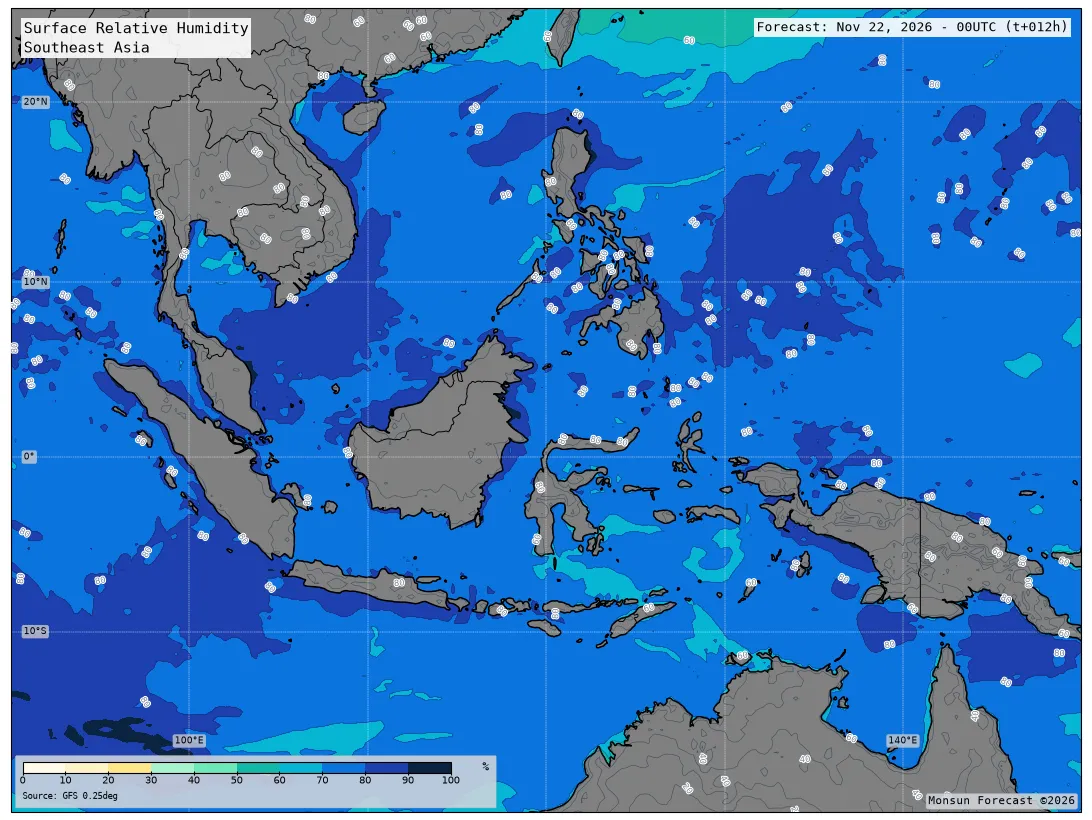 Surface Relative Humidity
Southeast Asia
Forecast: Nov 22, 2026 - 00UTC (t+012h)
20°N
10°N
0°
10°S
100°E
140°E
0 10 20 30 40 50 60 70 80 90 100
%
Source: GFS 0.25deg
Monsun Forecast ©2026